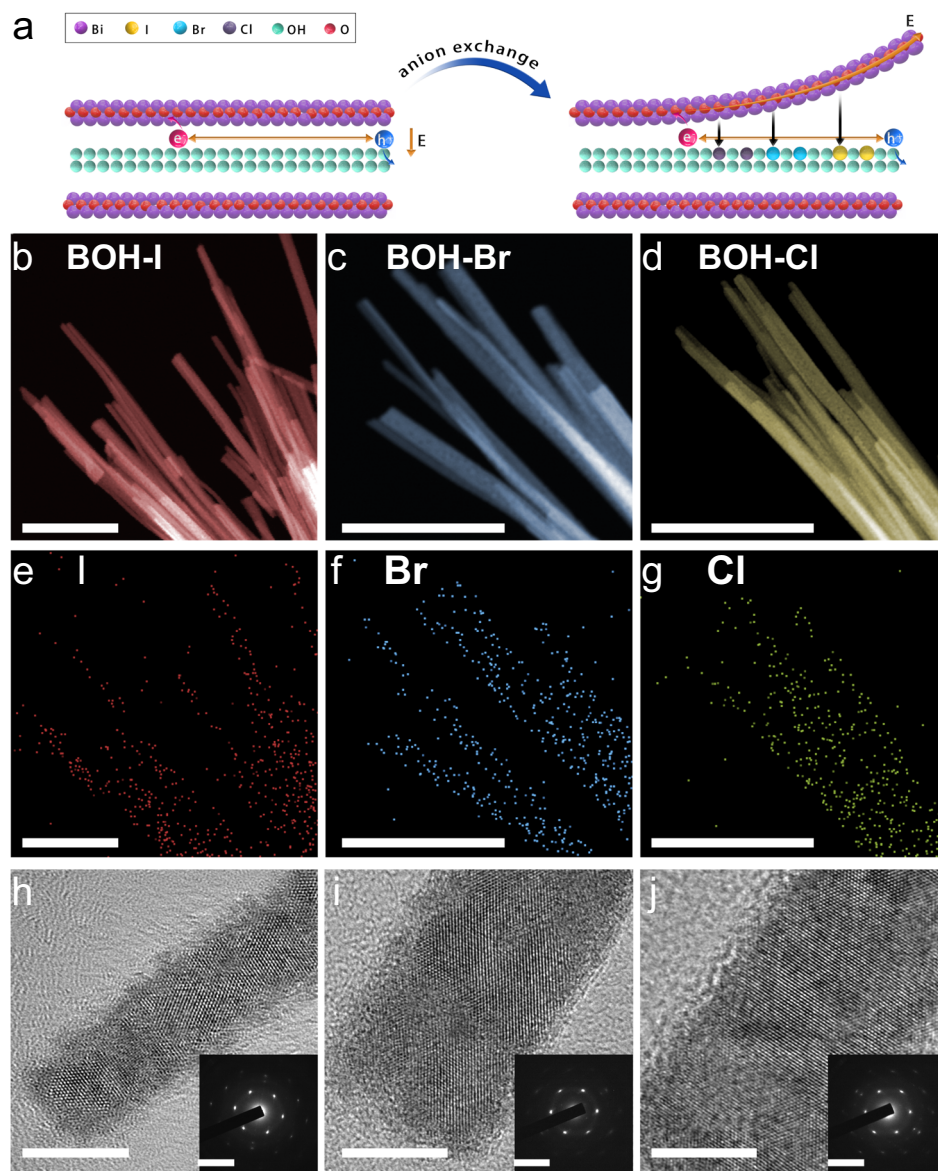 a
Bi I Br Cl OH O
anion exchange
E
e h
E
e h
b BOH-I
c BOH-Br
d BOH-Cl
e I
f Br
g Cl
h
i
j